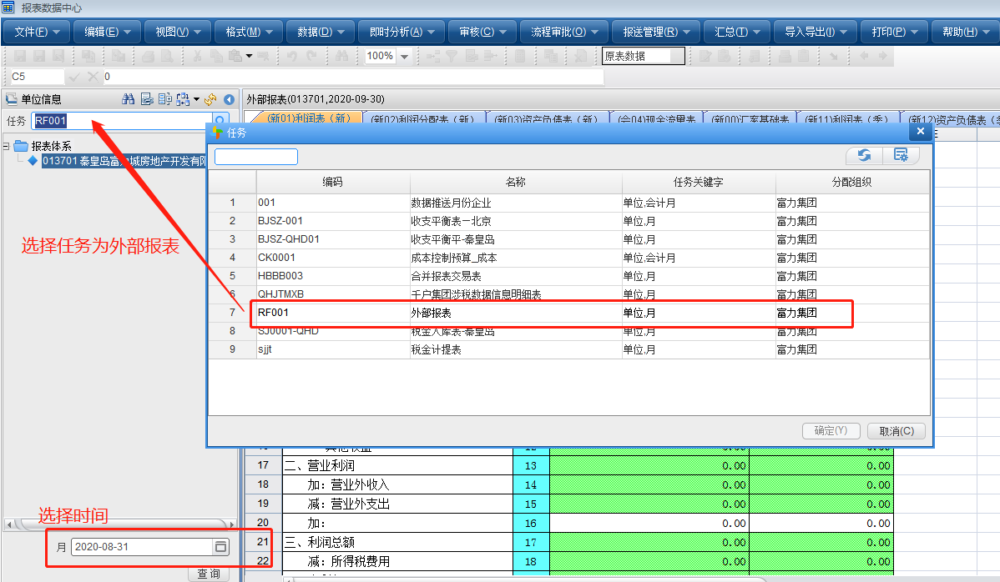 报表数据中心
文件(F) 编辑(E) 视图(V) 格式(M) 数据(D) 即时分析(A) 审核(C) 流程审批(O) 报送管理(R) 汇总(T) 导入导出(I) 打印(P) 帮助(H)
100% 原表数据
C5 0
单位信息 外部报表(013701,2020-09-30)
任务 RF001
(新01)利润表（新） (新02)利润分配表（新） (新03)资产负债表（新） (会04)现金流量表 (新00)汇率基础表 (新11)利润表（季） (新12)资产负债表（季
报表体系
013701 秦皇岛富力城房地产开发有限
任务
E
编码 名称 任务关键字 分配组织
1 001 数据推送月份企业 单位,会计月 富力集团
2 BJSZ-001 收支平衡表－北京 单位,月 富力集团
3 BJSZ-QHD01 收支平衡平-秦皇岛 单位,月 富力集团
4 CK0001 成本控制预算_成本 单位,会计月 富力集团
5 HBBB003 合并报表交易表 单位,月 富力集团
6 QHJTMXB 千户集团涉税数据信息明细表 单位,月 富力集团
7 RF001 外部报表 单位,月 富力集团
8 SJ0001-QHD 税金入库表-秦皇岛 单位,月 富力集团
9 sjjt 税金计提表 单位,月 富力集团
选择任务为外部报表
确定(Y) 取消(C)
16 其他收益 12 0.00 0.00
17 二、营业利润 13 0.00 0.00
18 加：营业外收入 14 0.00 0.00
19 减：营业外支出 15 0.00 0.00
20 加： 16 0.00 0.00
21 三、利润总额 17 0.00 0.00
22 减：所得税费用 18 0.00 0.00
选择时间
月 2020-08-31
查询